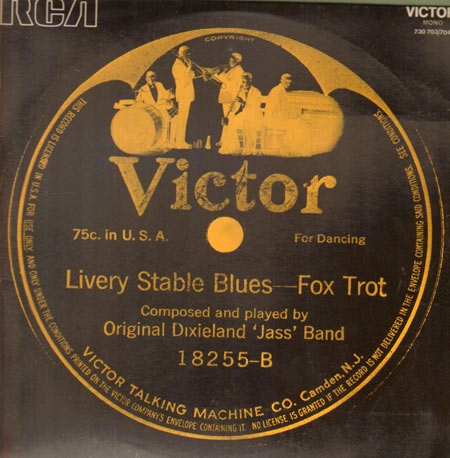 RCA
VICTOR
MONO
730 703/704
COPYRIGHT
Victor
75c. in U.S.A.
For Dancing
Livery Stable Blues—Fox Trot
Composed and played by
Original Dixieland 'Jass' Band
18255-B
THIS RECORD IS LICENSED IN U.S.A. FOR USE ONLY AND ONLY UNDER THE CONDITIONS PRINTED ON THE VICTOR COMPANY'S ENVELOPE CONTAINING IT. NO LICENSE IS GRANTED IF THE RECORD IS NOT DELIVERED IN THE ENVELOPE CONTAINING SAID CONDITIONS. SEE CONDITIONS.
VICTOR TALKING MACHINE CO. Camden, N.J.